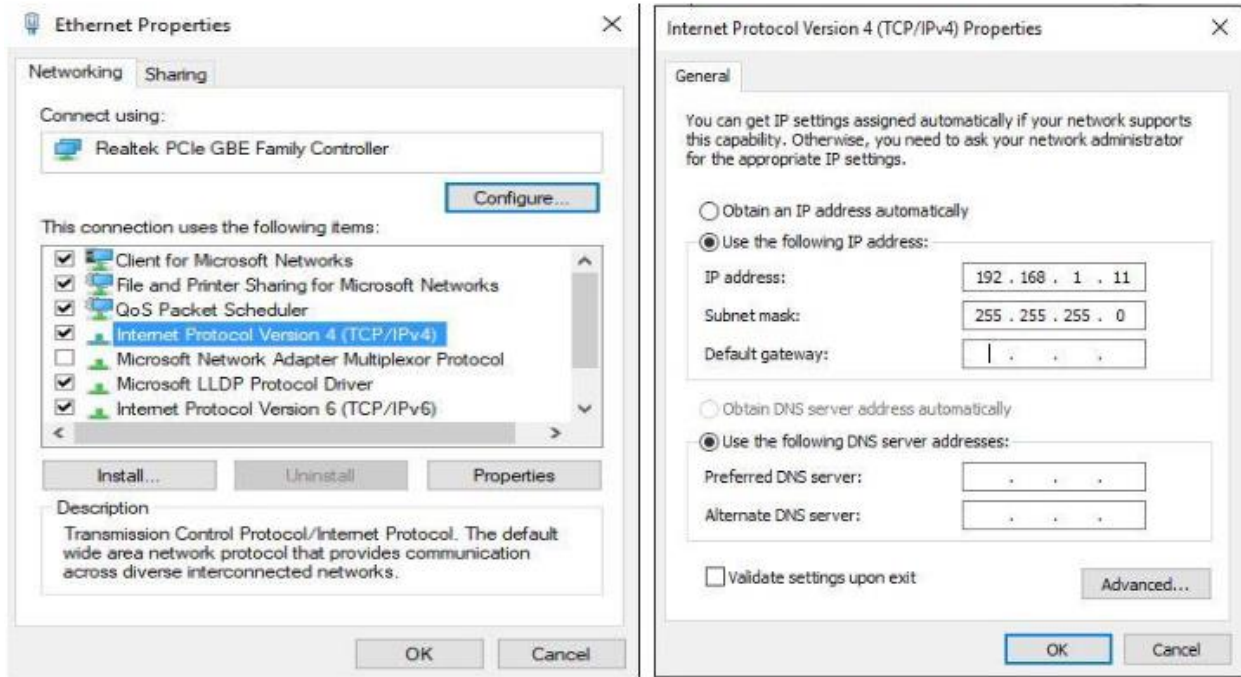 Ethernet Properties
Networking
Sharing
Connect using:
Realtek PCIe GBE Family Controller
Configure...
This connection uses the following items:
Client for Microsoft Networks
File and Printer Sharing for Microsoft Networks
QoS Packet Scheduler
Internet Protocol Version 4 (TCP/IPv4)
Microsoft Network Adapter Multiplexor Protocol
Microsoft LLDP Protocol Driver
Internet Protocol Version 6 (TCP/IPv6)
Install...
Uninstall
Properties
Description
Transmission Control Protocol/Internet Protocol. The default
wide area network protocol that provides communication
across diverse interconnected networks.
OK
Cancel
Internet Protocol Version 4 (TCP/IPv4) Properties
General
You can get IP settings assigned automatically if your network supports
this capability. Otherwise, you need to ask your network administrator
for the appropriate IP settings.
Obtain an IP address automatically
Use the following IP address:
IP address: 192 . 168 . 1 . 11
Subnet mask: 255 . 255 . 255 . 0
Default gateway: . . .
Obtain DNS server address automatically
Use the following DNS server addresses:
Preferred DNS server: . . .
Alternate DNS server: . . .
Validate settings upon exit
Advanced...
OK
Cancel